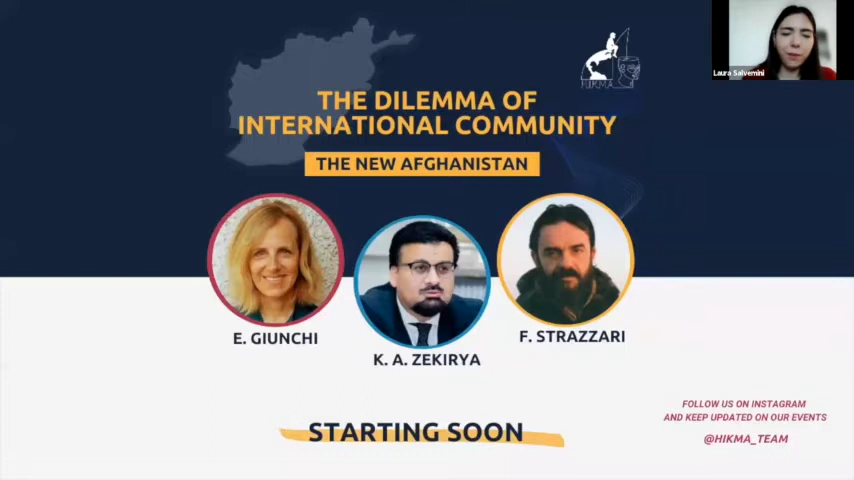 Laura Salvemini
HIKMA
THE DILEMMA OF
INTERNATIONAL COMMUNITY
THE NEW AFGHANISTAN
E. GIUNCHI
K. A. ZEKIRYA
F. STRAZZARI
STARTING SOON
FOLLOW US ON INSTAGRAM
AND KEEP UPDATED ON OUR EVENTS
@HIKMA_TEAM